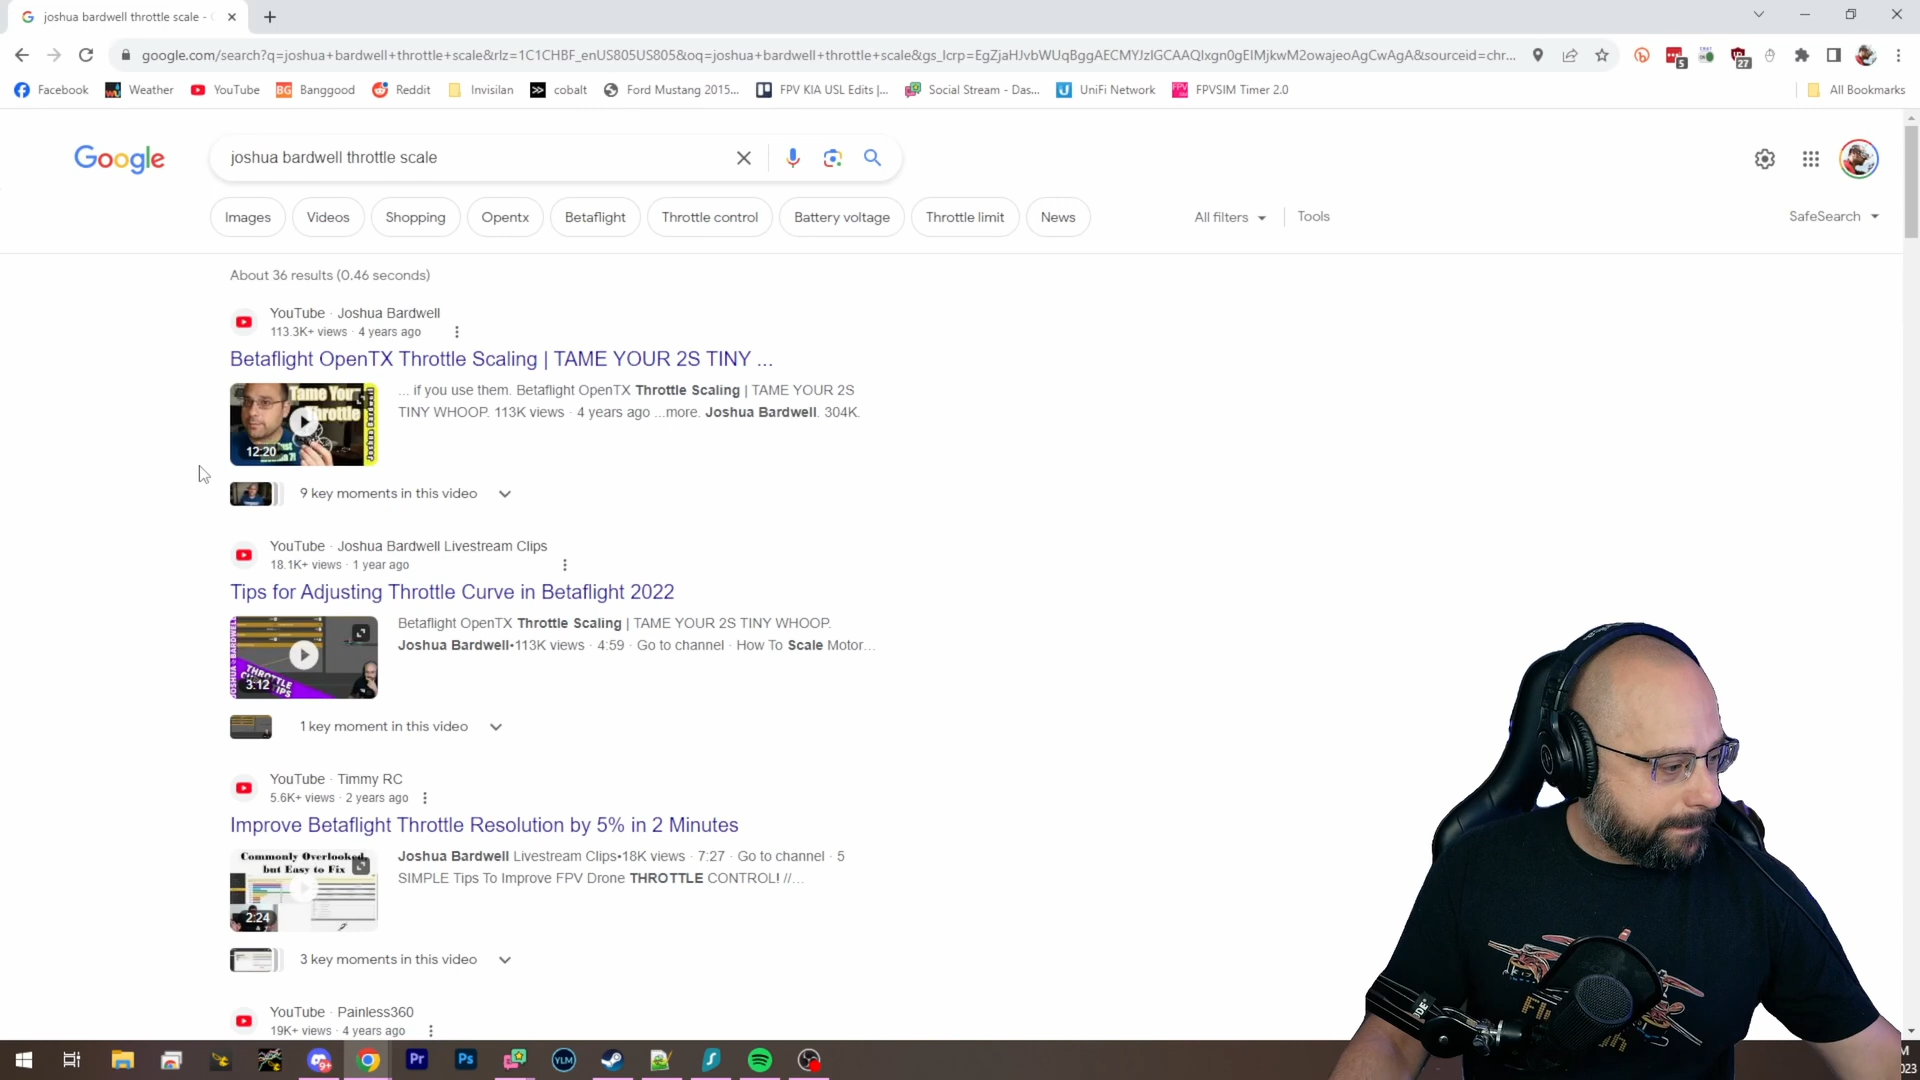 joshua bardwell throttle scale - G
google.com/search?q=joshua+bardwell+throttle+scale&rlz=1C1CHBF_enUS805US805&oq=joshua+bardwell+throttle+scale&gs_lcrp=EgZjaHJvbWUqBggAECMYJzIGCAAQIxgn0gEIMjkwM2owajeoAgCwAgA&sourceid=chr...
5
27
Facebook Weather YouTube Banggood Reddit Invisilan cobalt Ford Mustang 2015... FPV KIA USL Edits |... Social Stream - Das... UniFi Network FPVSIM Timer 2.0 All Bookmarks
Google joshua bardwell throttle scale
Images Videos Shopping Opentx Betaflight Throttle control Battery voltage Throttle limit News All filters Tools SafeSearch
About 36 results (0.46 seconds)
YouTube · Joshua Bardwell
113.3K+ views · 4 years ago
Betaflight OpenTX Throttle Scaling | TAME YOUR 2S TINY ...
Tame Your
Throttle
Joshua Bardwell
12:20
... if you use them. Betaflight OpenTX Throttle Scaling | TAME YOUR 2S
TINY WHOOP. 113K views · 4 years ago ...more. Joshua Bardwell. 304K.
9 key moments in this video
YouTube · Joshua Bardwell Livestream Clips
18.1K+ views · 1 year ago
Tips for Adjusting Throttle Curve in Betaflight 2022
JOSHUA BARDWELL
THROTTLE
3:12
Betaflight OpenTX Throttle Scaling | TAME YOUR 2S TINY WHOOP.
Joshua Bardwell•113K views · 4:59 · Go to channel · How To Scale Motor...
1 key moment in this video
YouTube · Timmy RC
5.6K+ views · 2 years ago
Improve Betaflight Throttle Resolution by 5% in 2 Minutes
Commonly Overlooked,
but Easy to Fix
2:24
Joshua Bardwell Livestream Clips•18K views · 7:27 · Go to channel · 5
SIMPLE Tips To Improve FPV Drone THROTTLE CONTROL! //...
3 key moments in this video
YouTube · Painless360
19K+ views · 4 years ago
RODE
9+
Pr
Ps
YLM